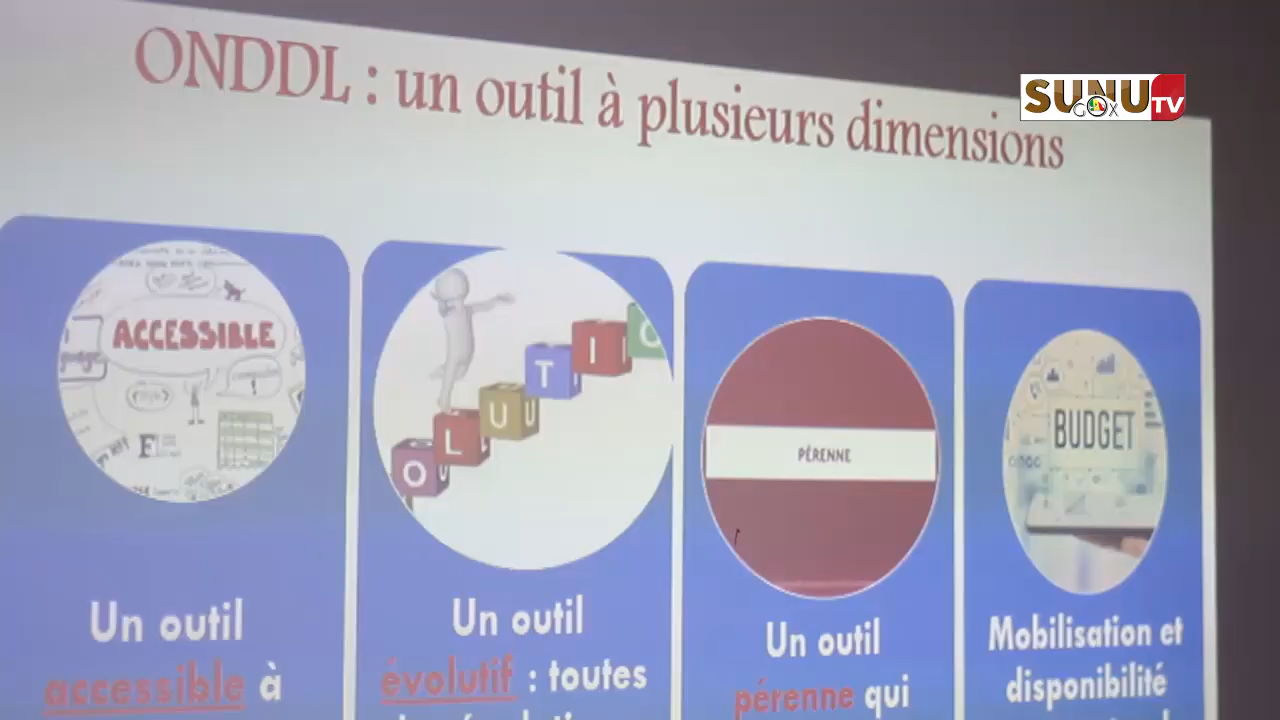 ONDDL : un outil à plusieurs dimensions
SUNU
GOX
TV
ACCESSIBLE
O
L
U
T
I
PÉRENNE
BUDGET
Un outil
accessible à
Un outil
évolutif : toutes
Un outil
pérenne qui
Mobilisation et
disponibilité